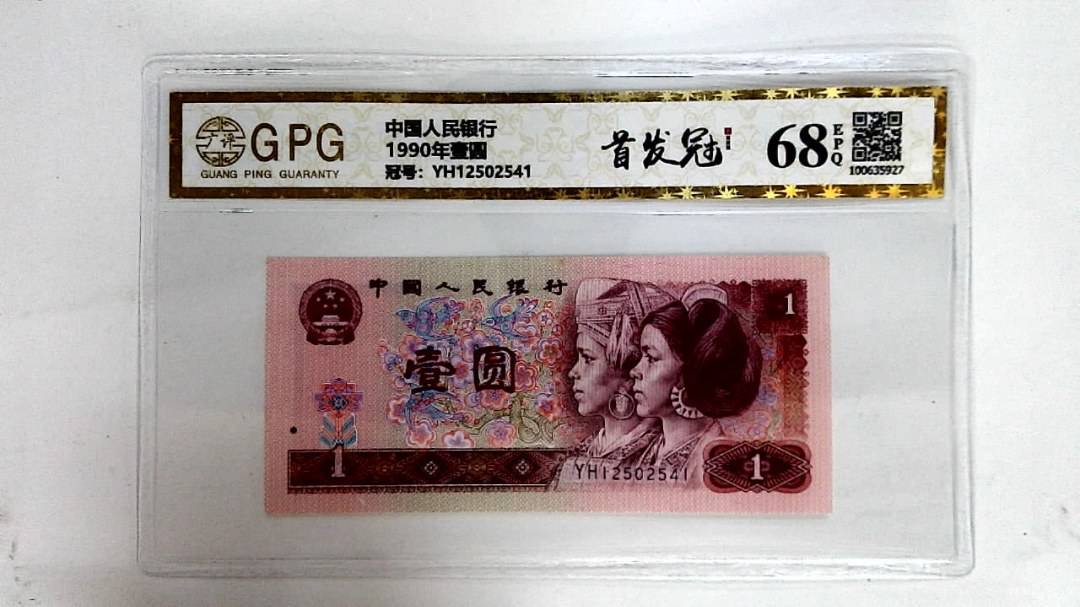 GPG
GUANG PING GUARANTY
中国人民银行
1990年壹圆
冠号：YH12502541
首发冠
68
EPQ
100635927
中國人民银行
1
壹圆
1
YH12502541
1